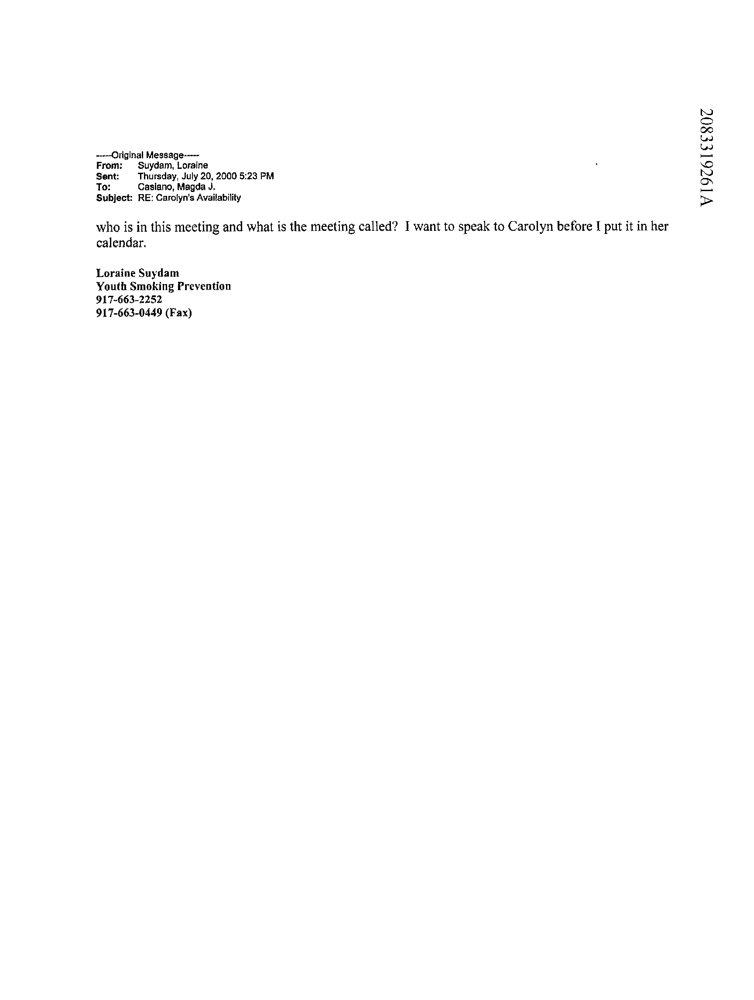 -----Original Message-----
From: Suydam, Loraine
Sent: Thursday, July 20, 2000 5:23 PM
To: Casiano, Magda J.
Subject: RE: Carolyn's Availability
who is in this meeting and what is the meeting called? I want to speak to Carolyn before I put it in her
calendar.
Loraine Suydam
Youth Smoking Prevention
917-663-2252
917-663-0449 (Fax)
2083319261A